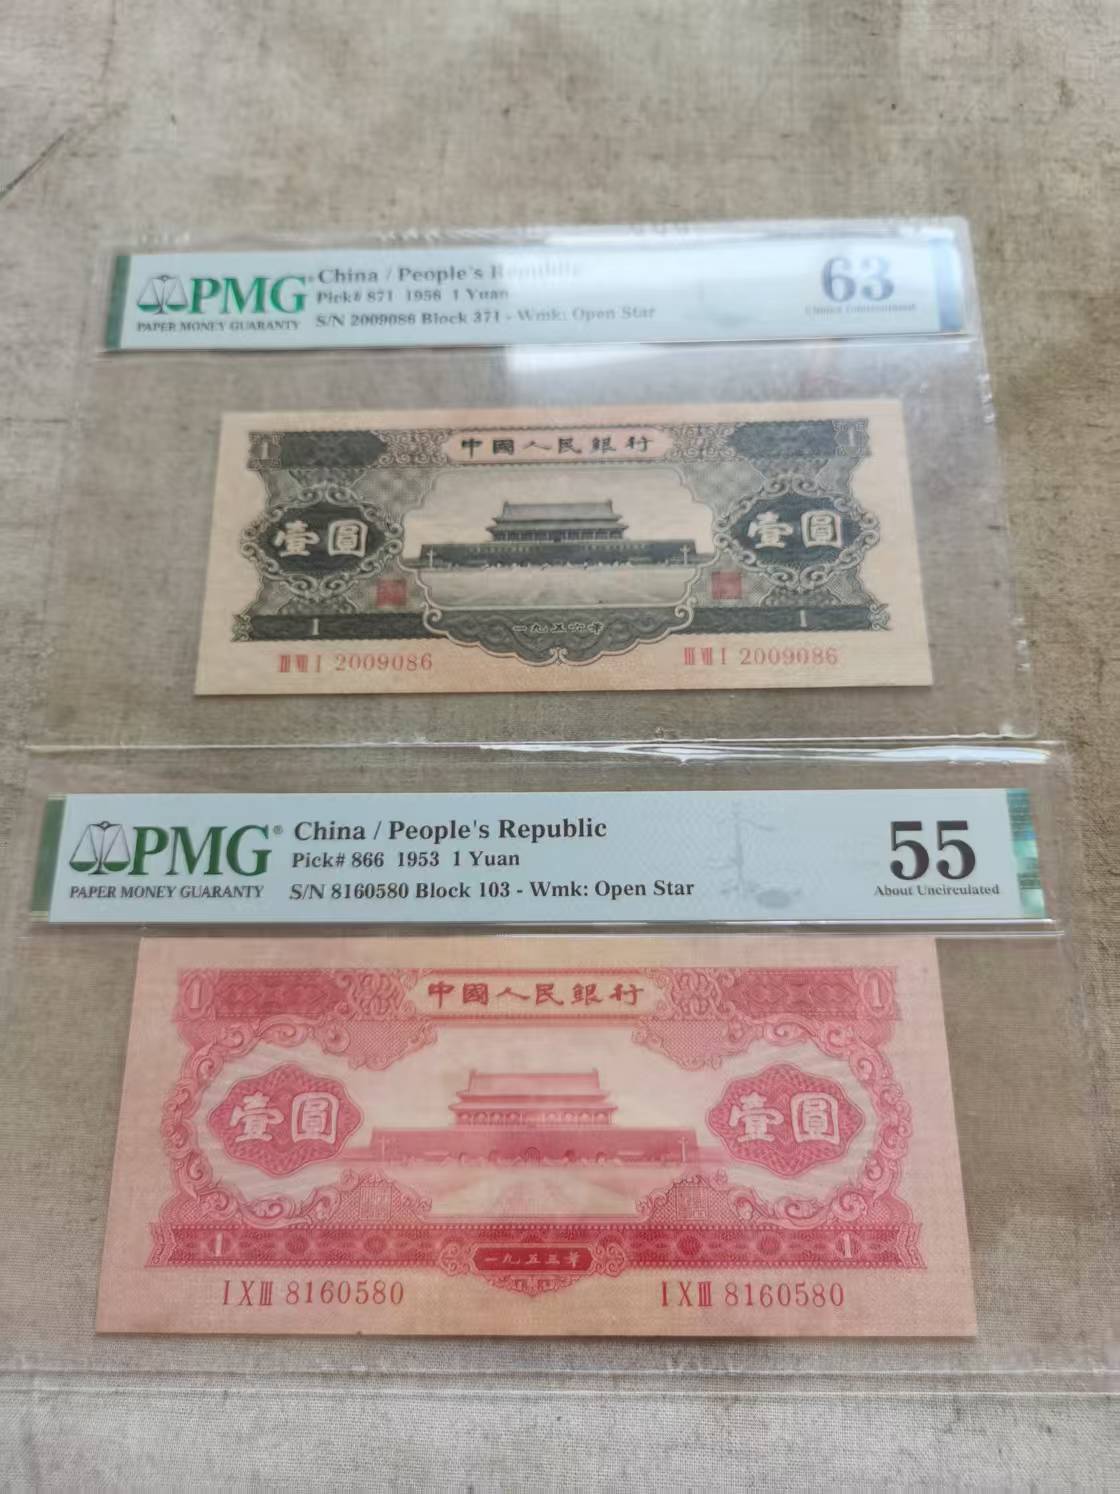 PMG
PAPER MONEY GUARANTY
China / People's Republic
Pick# 871 1956 1 Yuan
S/N 2009086 Block 371 - Wmk: Open Star
63
Choice Uncirculated
1 中國人民銀行 1
壹圓 壹圓
1 一九五六年 1
III VII I 2009086 III VII I 2009086
PMG®
PAPER MONEY GUARANTY
China / People's Republic
Pick# 866 1953 1 Yuan
S/N 8160580 Block 103 - Wmk: Open Star
55
About Uncirculated
1 中國人民銀行 1
壹圓 壹圓
1 一九五三年 1
I X III 8160580 I X III 8160580